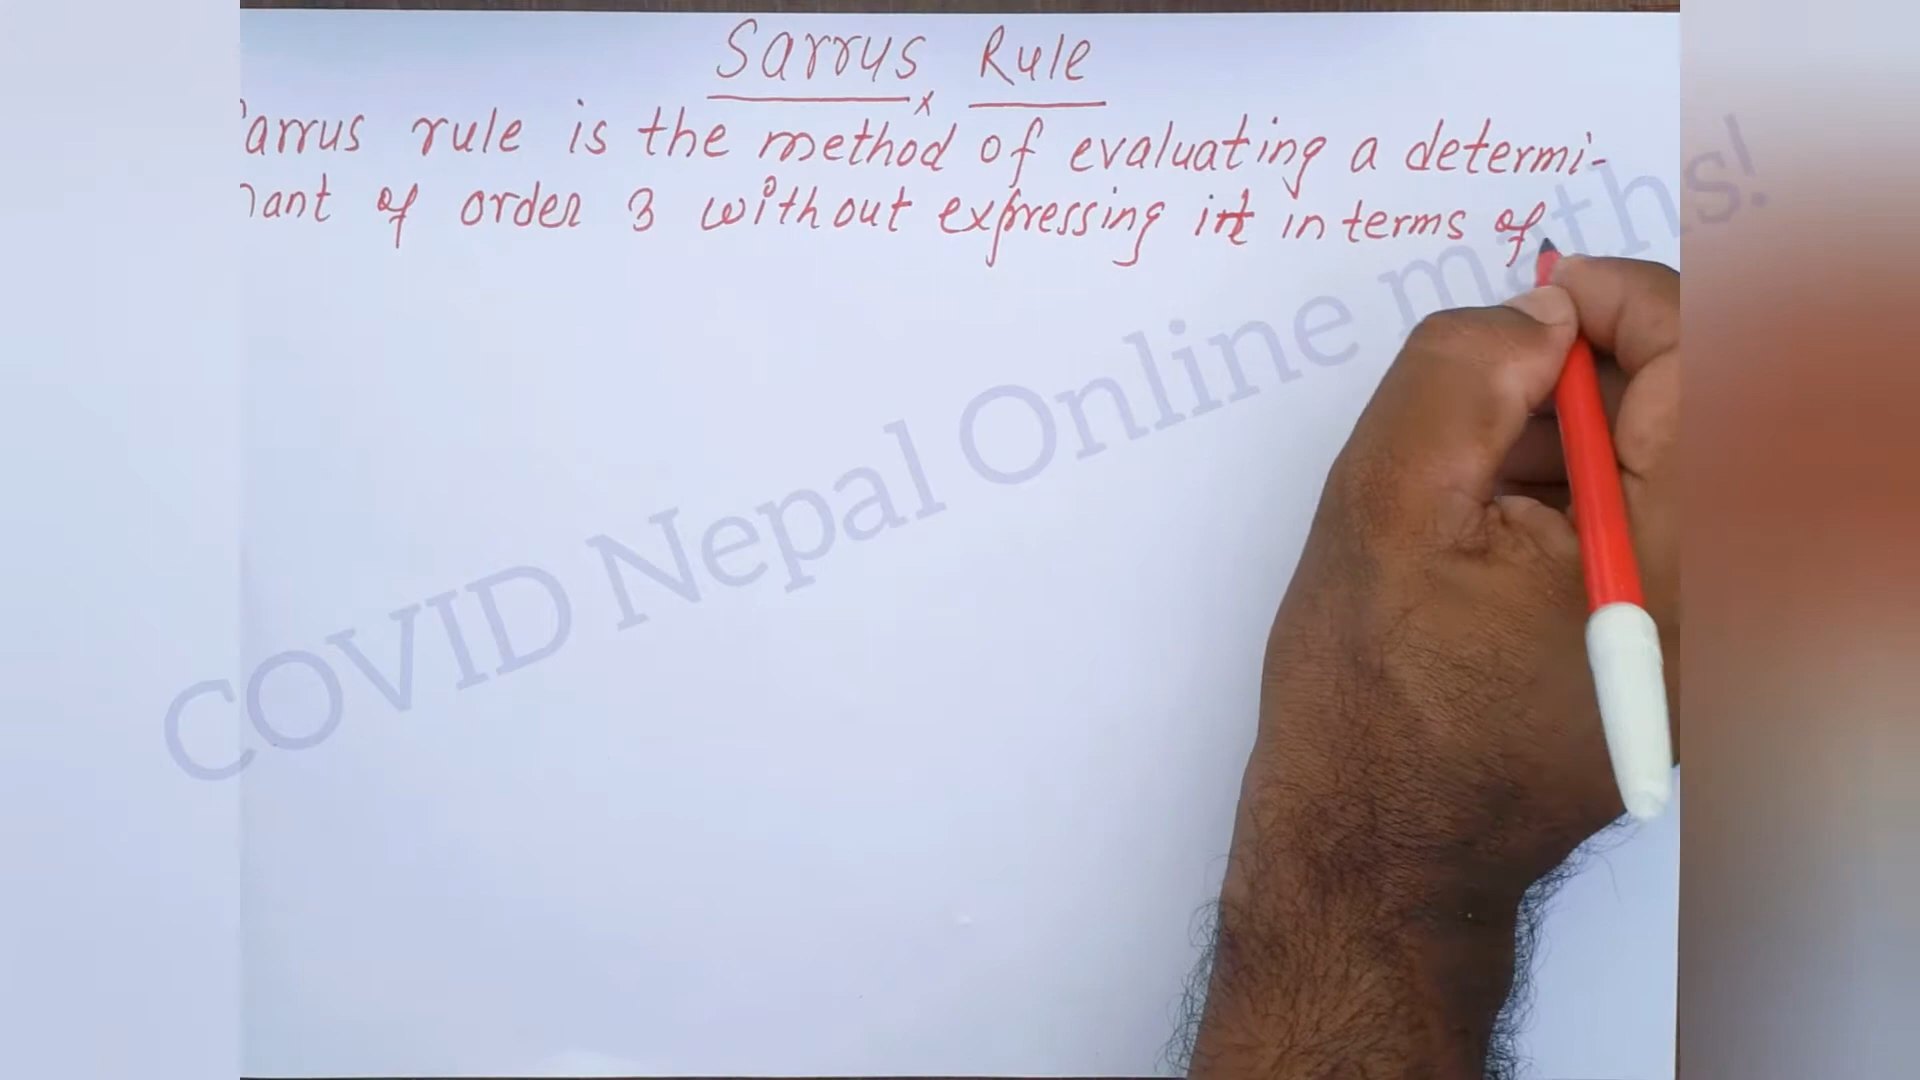 Sarrus Rule
arrus rule is the method of evaluating a determi-
nant of order 3 without expressing it in terms of
COVID Nepal Online maths!